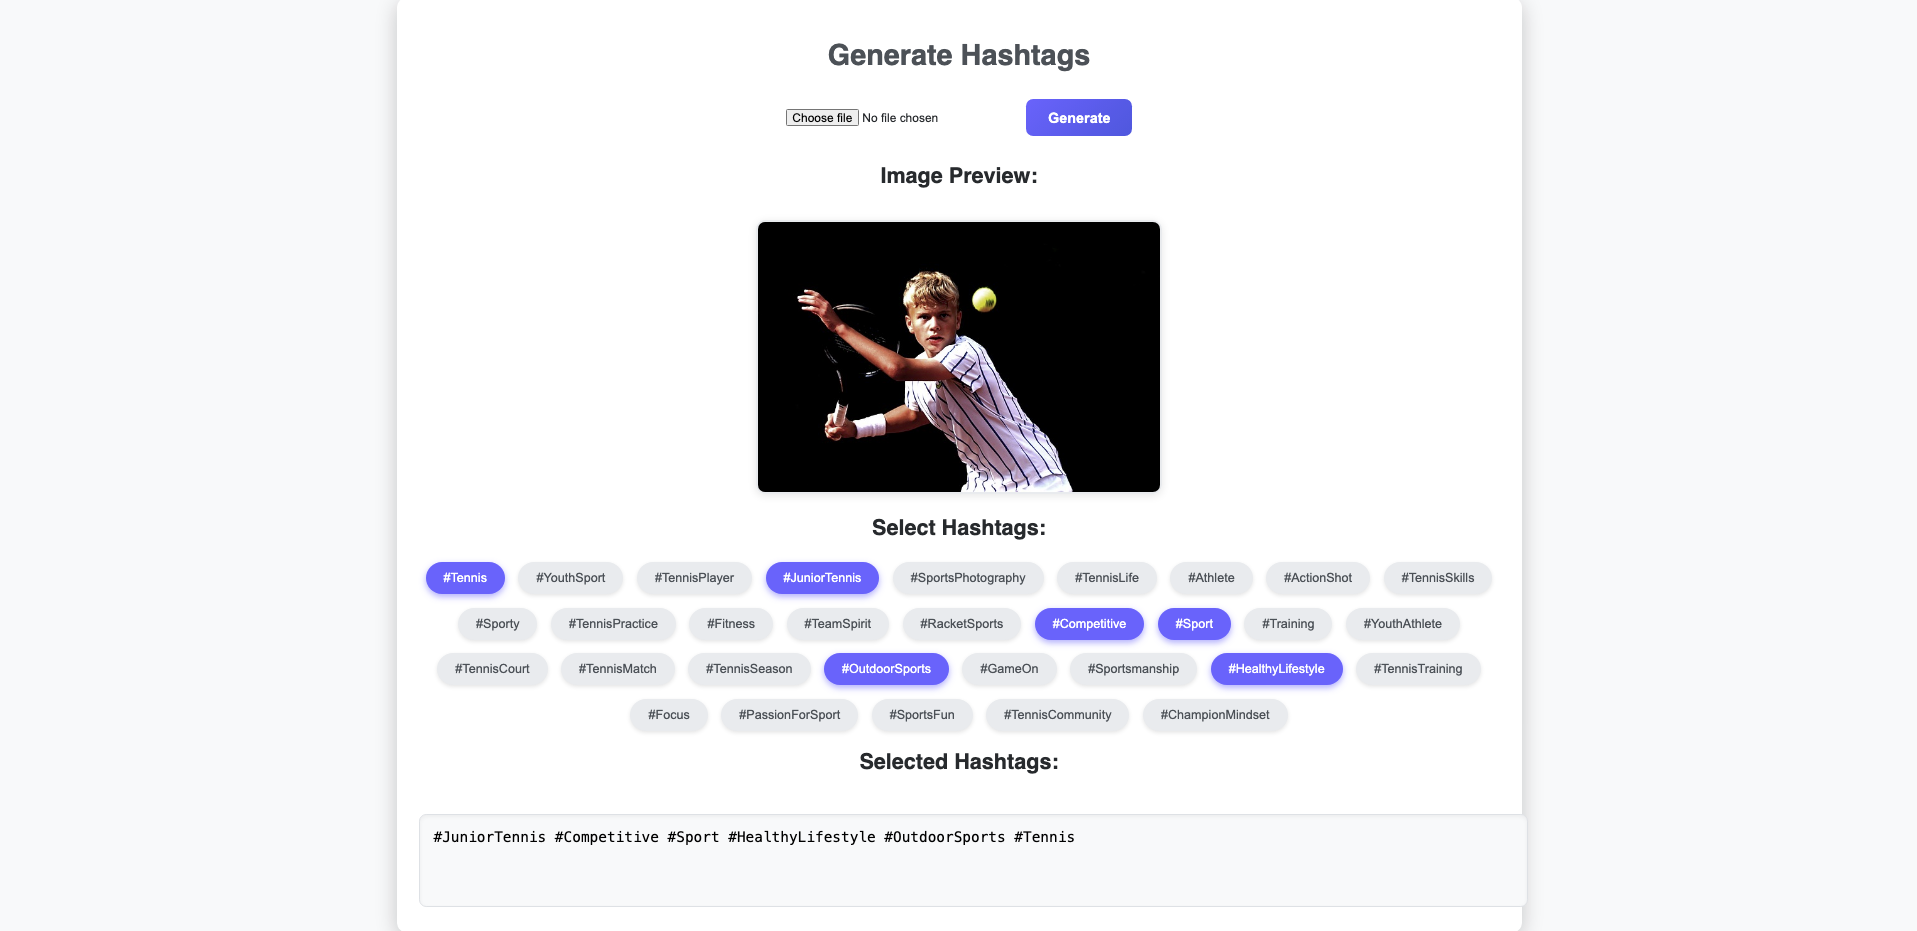 Generate Hashtags
Choose file No file chosen Generate
Image Preview:
Select Hashtags:
#Tennis #YouthSport #TennisPlayer #JuniorTennis #SportsPhotography #TennisLife #Athlete #ActionShot #TennisSkills
#Sporty #TennisPractice #Fitness #TeamSpirit #RacketSports #Competitive #Sport #Training #YouthAthlete
#TennisCourt #TennisMatch #TennisSeason #OutdoorSports #GameOn #Sportsmanship #HealthyLifestyle #TennisTraining
#Focus #PassionForSport #SportsFun #TennisCommunity #ChampionMindset
Selected Hashtags:
#JuniorTennis #Competitive #Sport #HealthyLifestyle #OutdoorSports #Tennis